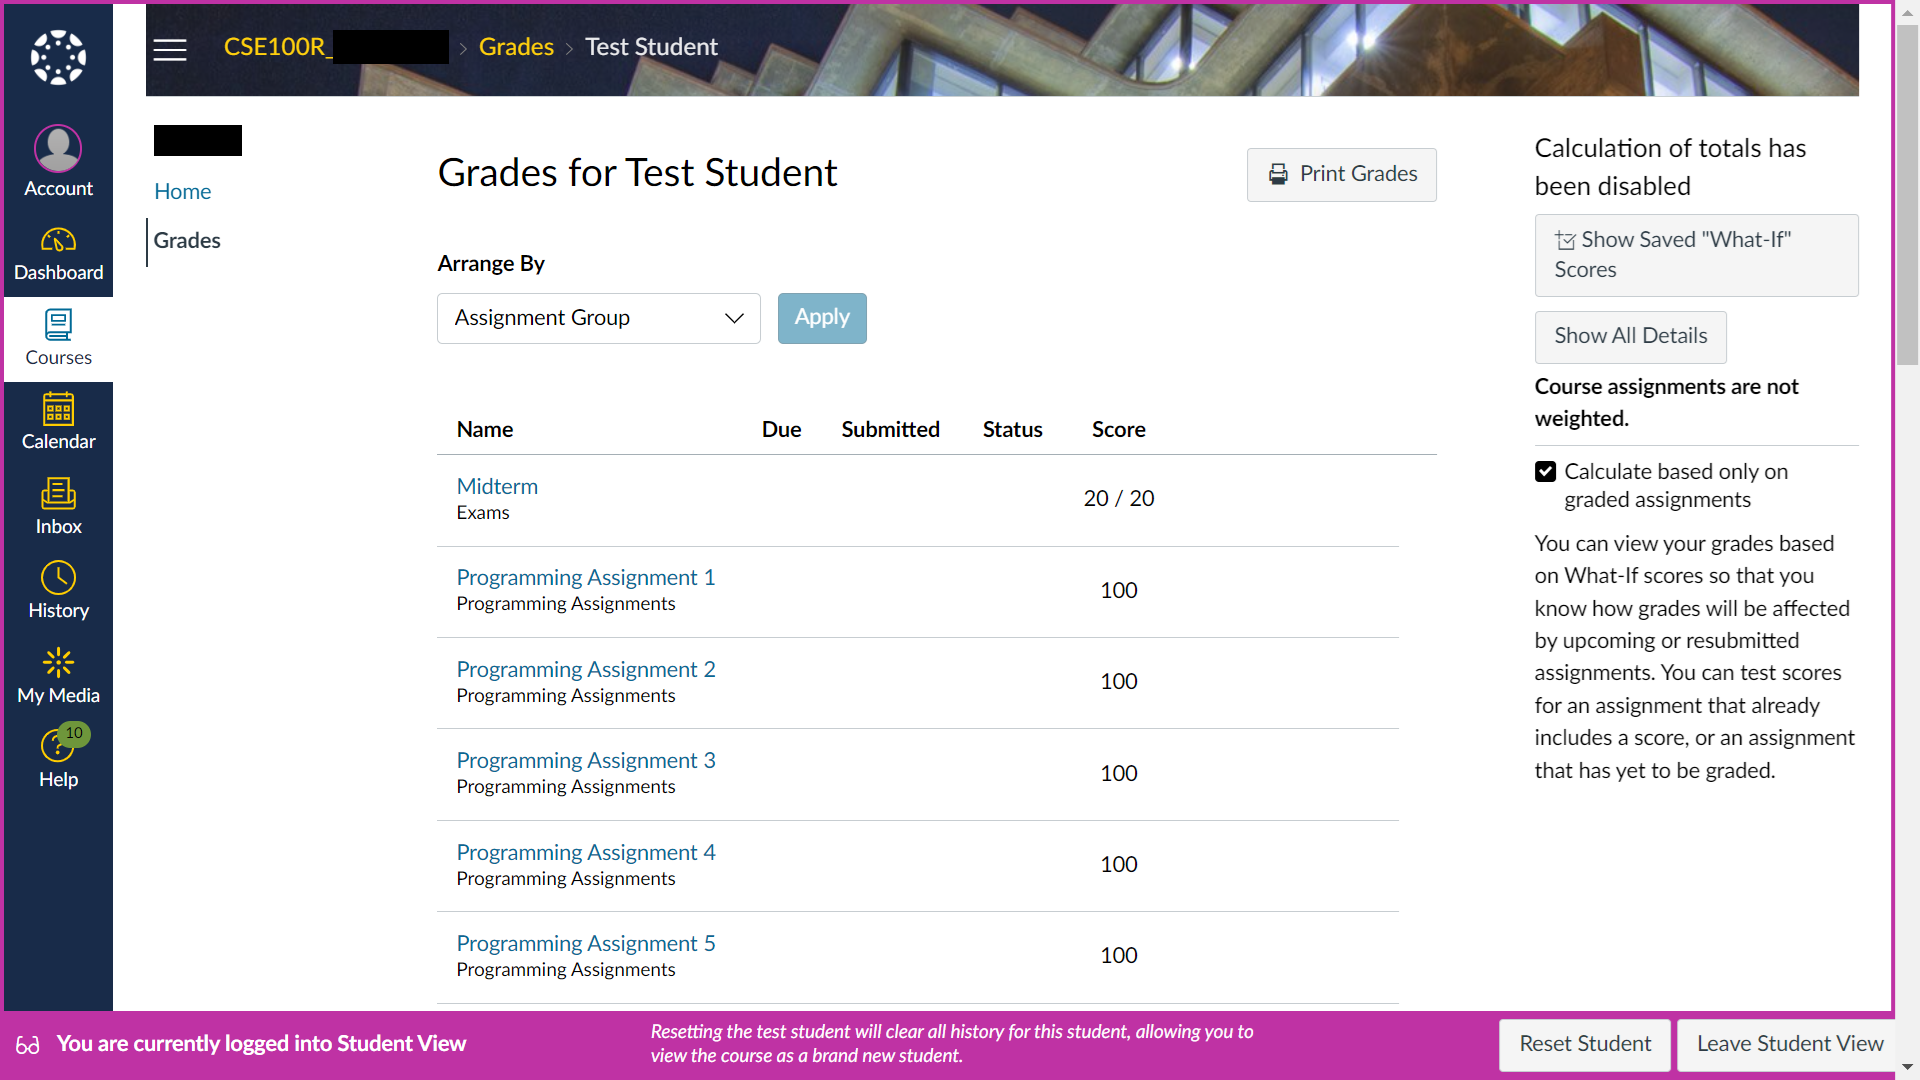 CSE100R_ > Grades > Test Student
Account
Dashboard
Courses
Calendar
Inbox
History
My Media
10
Help
Home
Grades
Grades for Test Student
Print Grades
Arrange By
Assignment Group
Apply
Name Due Submitted Status Score
Midterm
Exams
20 / 20
Programming Assignment 1
Programming Assignments
100
Programming Assignment 2
Programming Assignments
100
Programming Assignment 3
Programming Assignments
100
Programming Assignment 4
Programming Assignments
100
Programming Assignment 5
Programming Assignments
100
Calculation of totals has
been disabled
Show Saved "What-If"
Scores
Show All Details
Course assignments are not
weighted.
Calculate based only on
graded assignments
You can view your grades based
on What-If scores so that you
know how grades will be affected
by upcoming or resubmitted
assignments. You can test scores
for an assignment that already
includes a score, or an assignment
that has yet to be graded.
You are currently logged into Student View
Resetting the test student will clear all history for this student, allowing you to
view the course as a brand new student.
Reset Student
Leave Student View